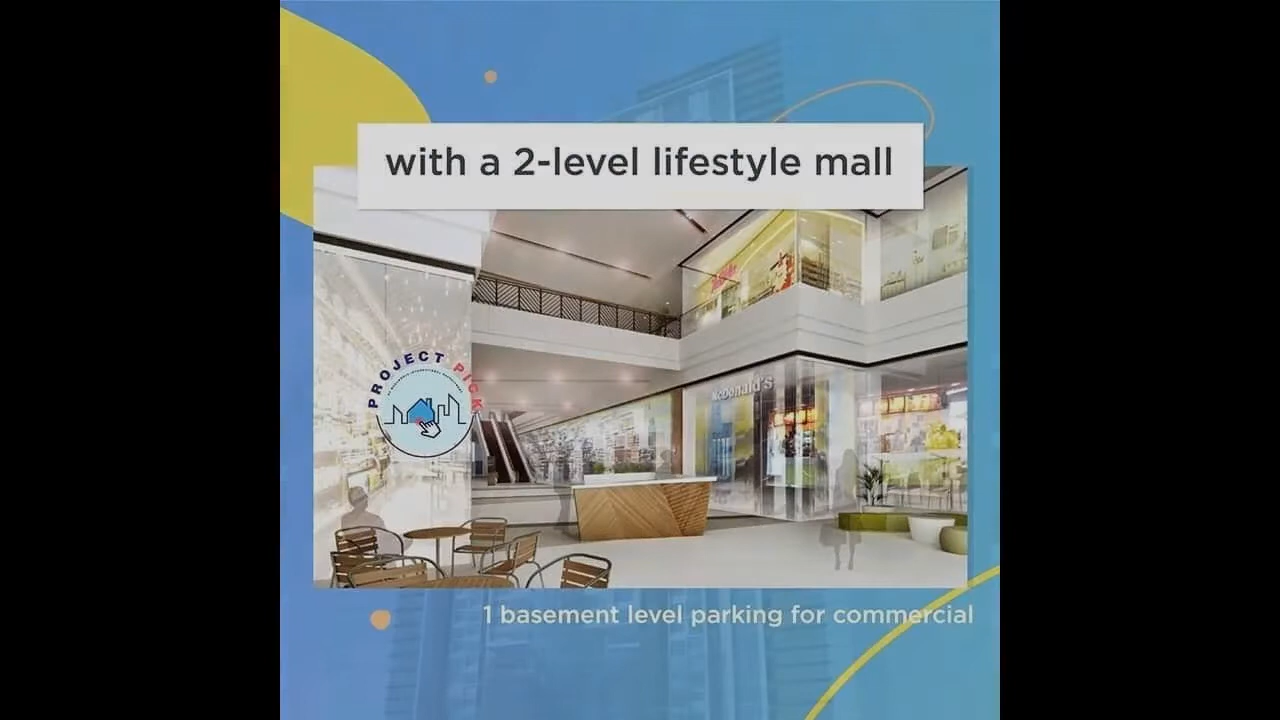 with a 2-level lifestyle mall
McDonald's
PROJECT PICK
1 basement level parking for commercial